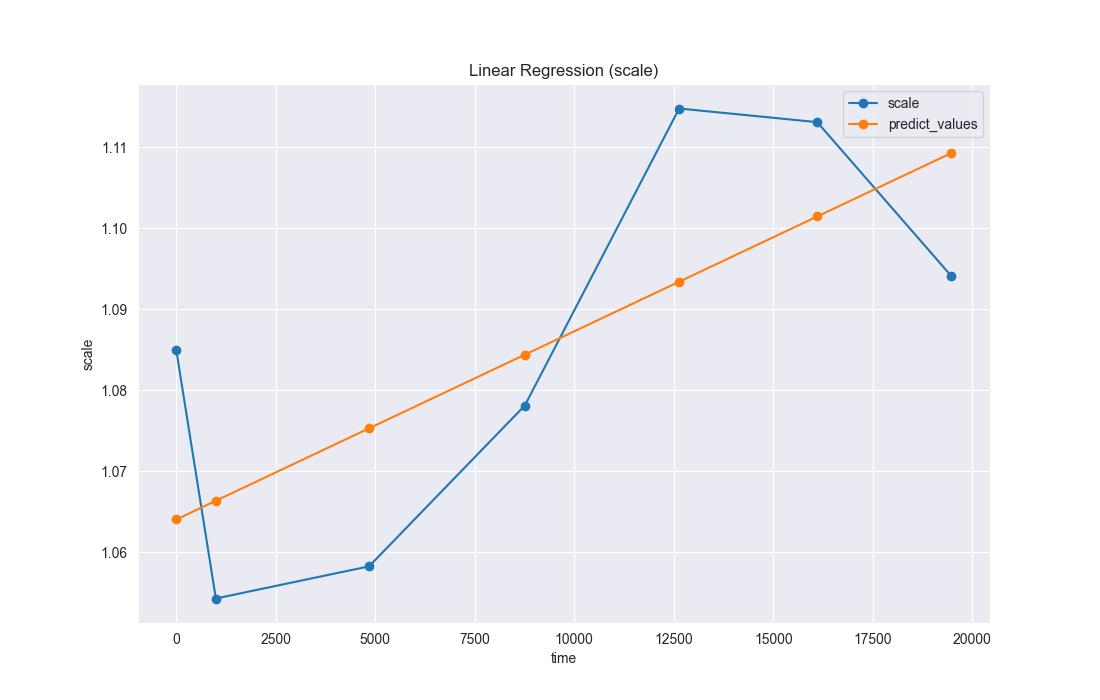 Linear Regression (scale)
scale
predict_values
1.11
1.10
1.09
1.08
1.07
1.06
scale
0 2500 5000 7500 10000 12500 15000 17500 20000
time